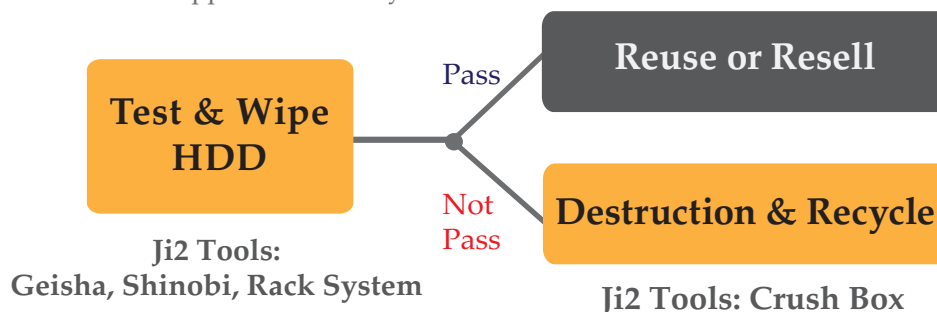 Pass
Reuse or Resell
Test & Wipe
HDD
Not
Pass
Destruction & Recycle
Ji2 Tools:
Geisha, Shinobi, Rack System
Ji2 Tools: Crush Box